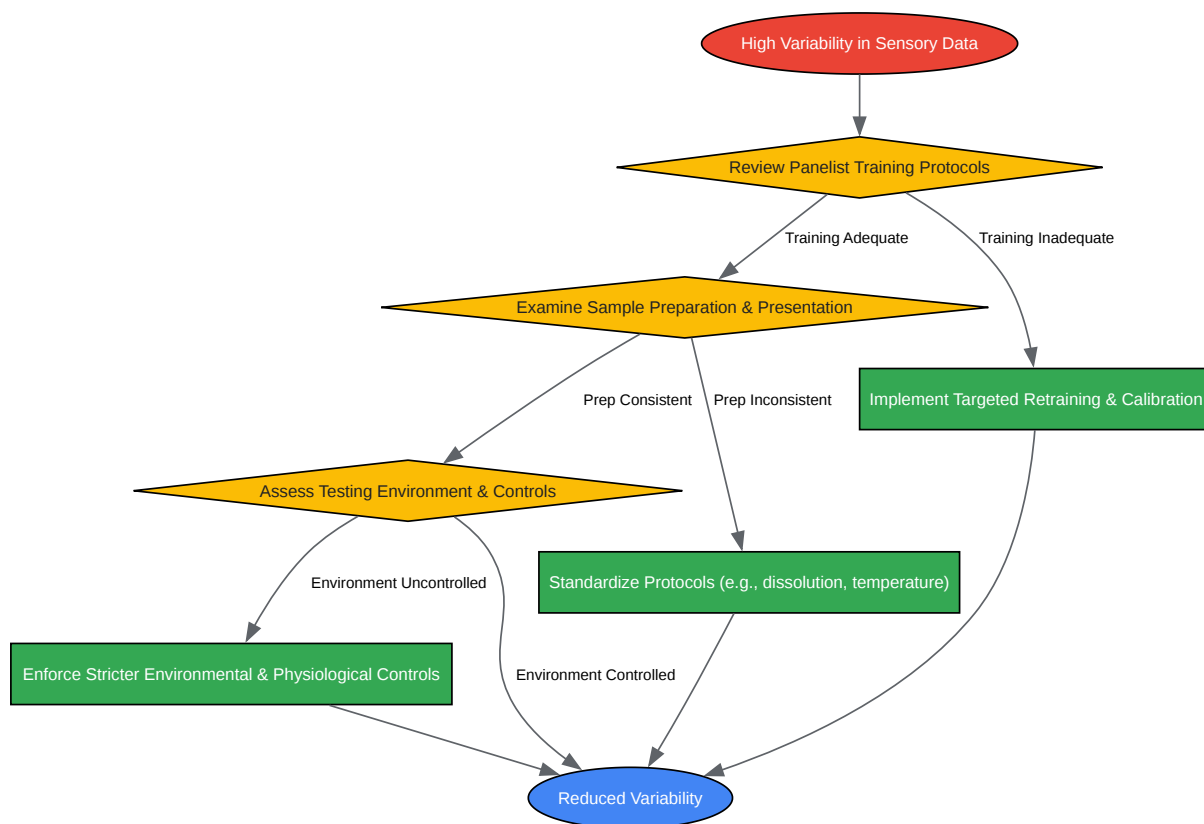 High Variability in Sensory Data
Review Panelist Training Protocols
Training Adequate
Training Inadequate
Examine Sample Preparation & Presentation
Prep Consistent
Prep Inconsistent
Implement Targeted Retraining & Calibration
Assess Testing Environment & Controls
Environment Uncontrolled
Standardize Protocols (e.g., dissolution, temperature)
Enforce Stricter Environmental & Physiological Controls
Environment Controlled
Reduced Variability